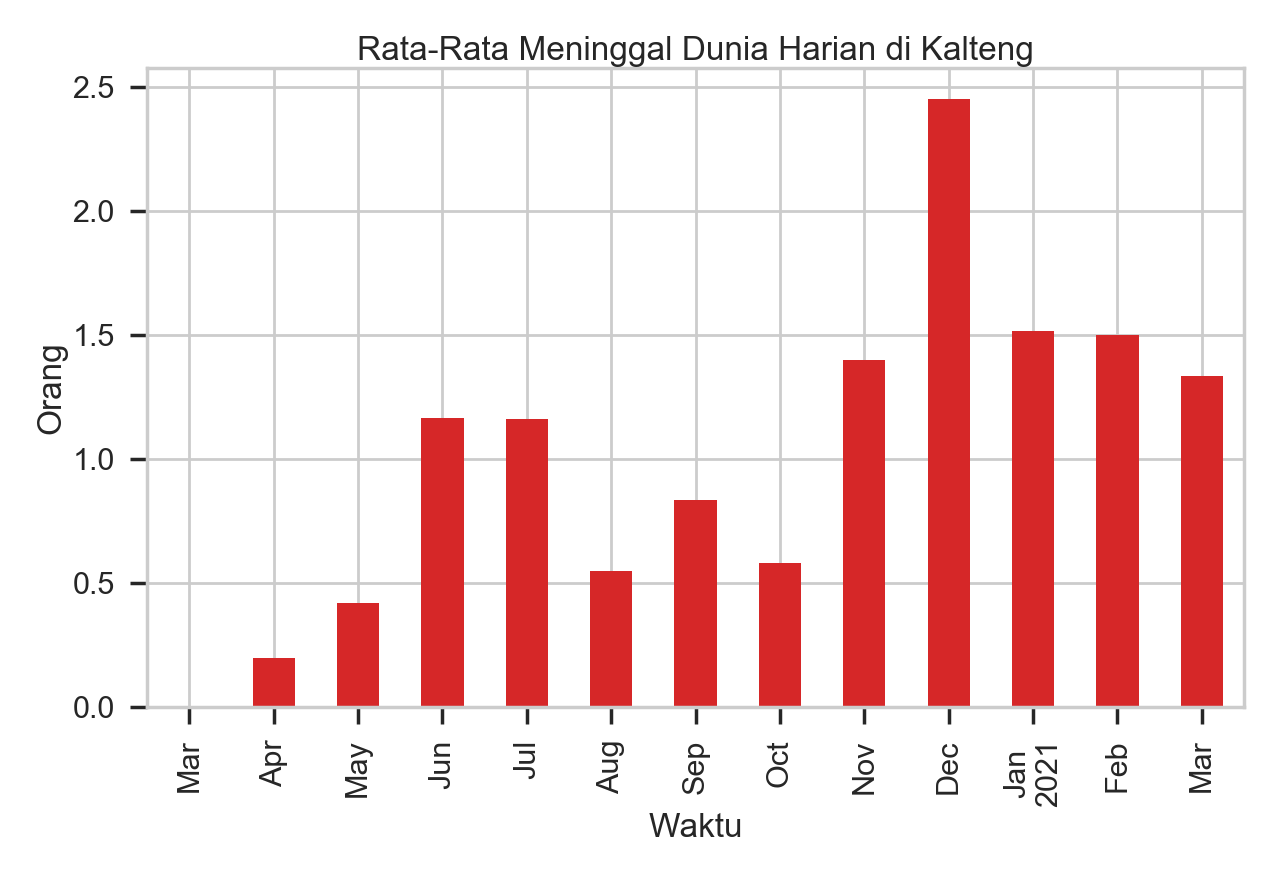 Rata-Rata Meninggal Dunia Harian di Kalteng
2.5
2.0
1.5
1.0
0.5
0.0
Orang
Mar
Apr
May
Jun
Jul
Aug
Sep
Oct
Nov
Dec
Jan
2021
Feb
Mar
Waktu